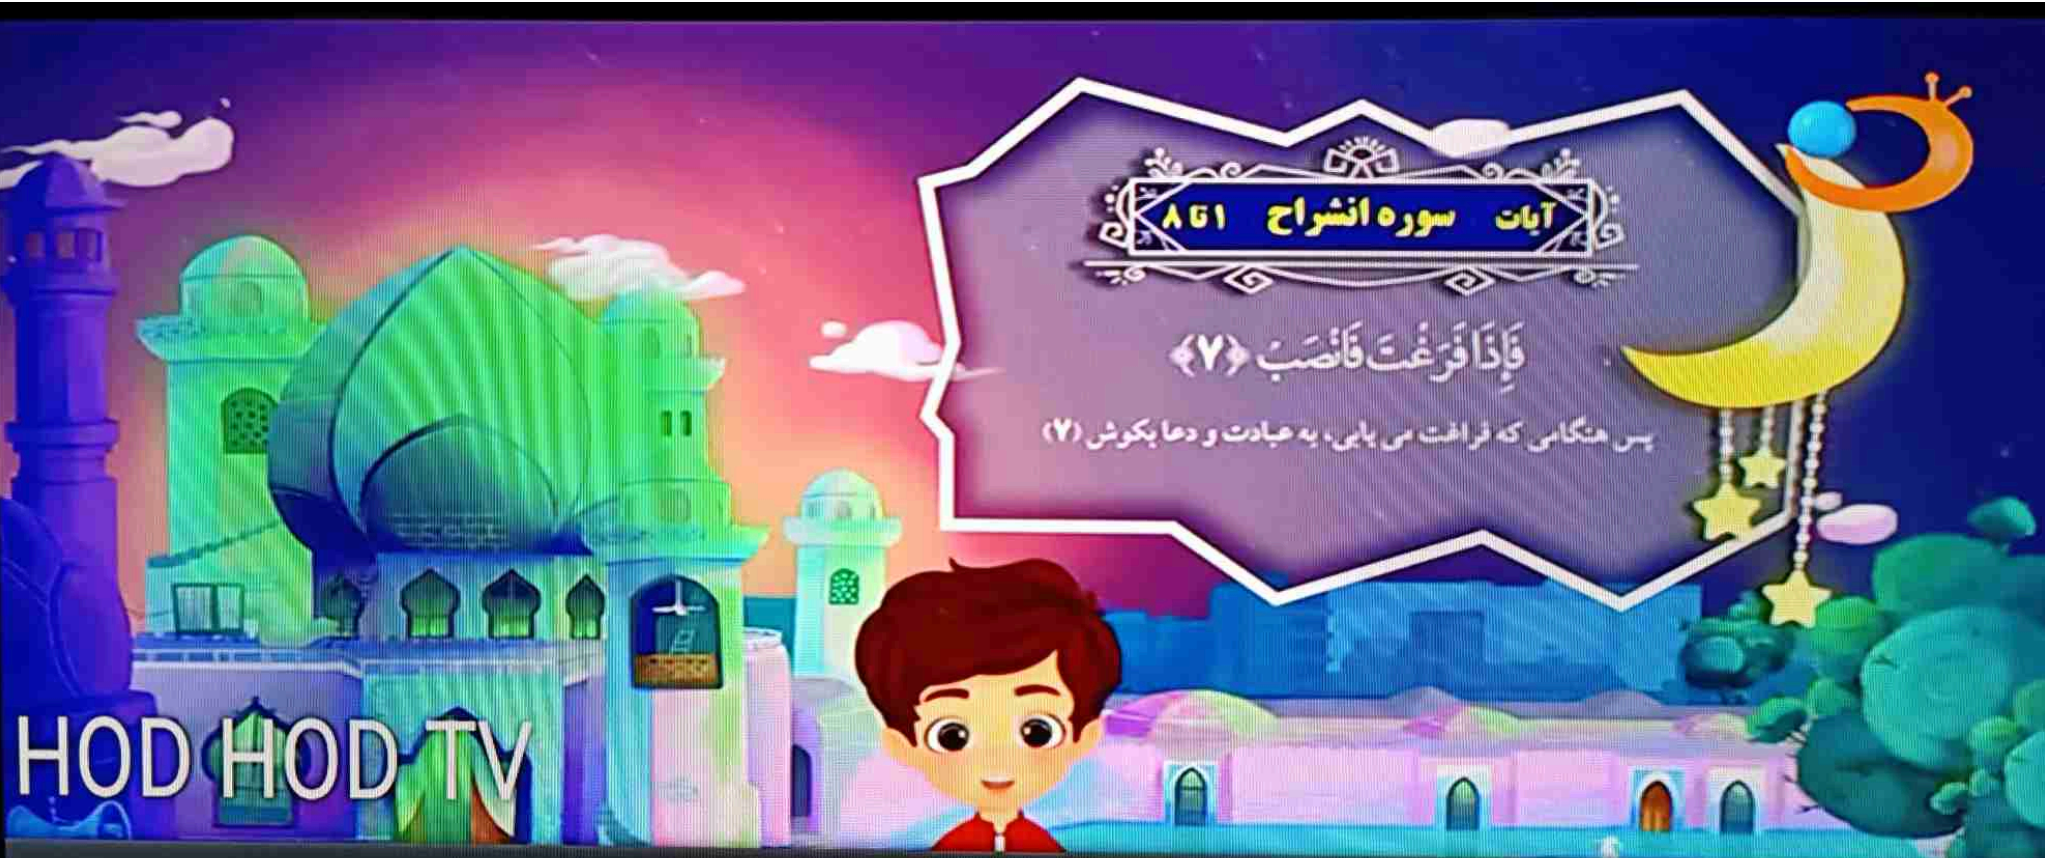 آیات سوره انشراح ۱ تا ۸
فَإِذَا فَرَغْتَ فَانْصَبْ ﴿۷﴾
پس هنگامی که فراغت می یابی، به عبادت و دعا بکوش (۷)
HOD HOD TV